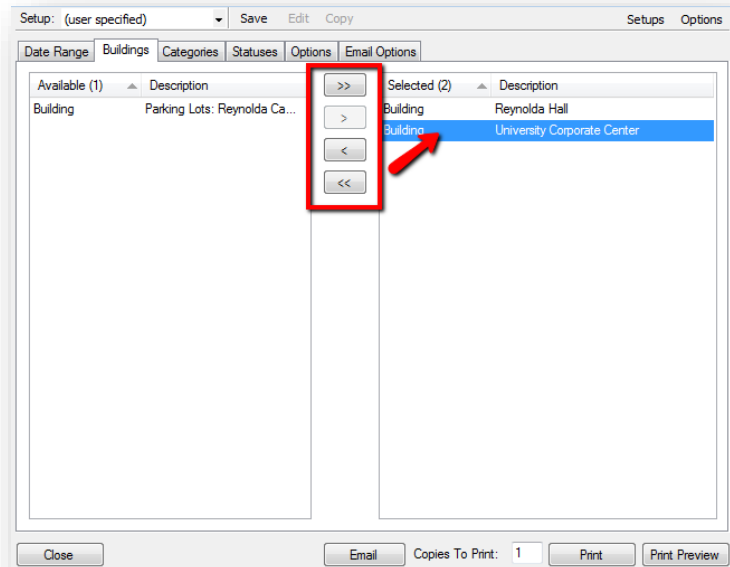 Setup: (user specified) Save Edit Copy Setups Options
Date Range Buildings Categories Statuses Options Email Options
Available (1) Description >> Selected (2) Description
Building Parking Lots: Reynolda Ca... Building Reynolda Hall
> Building University Corporate Center
<
<<
Close Email Copies To Print: 1 Print Print Preview